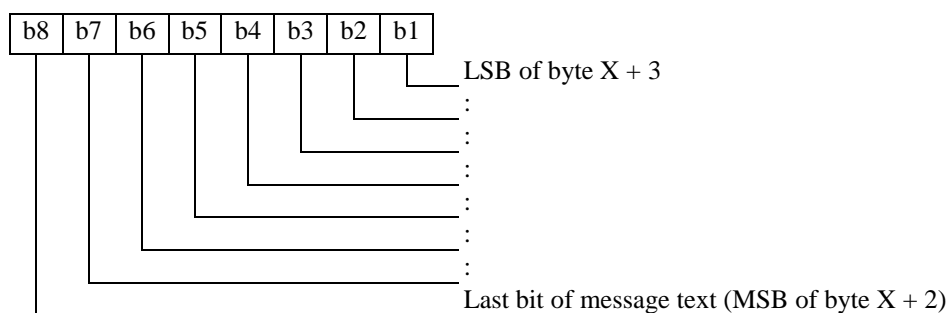 b8 b7 b6 b5 b4 b3 b2 b1
LSB of byte X + 3
:
:
:
:
:
:
Last bit of message text (MSB of byte X + 2)